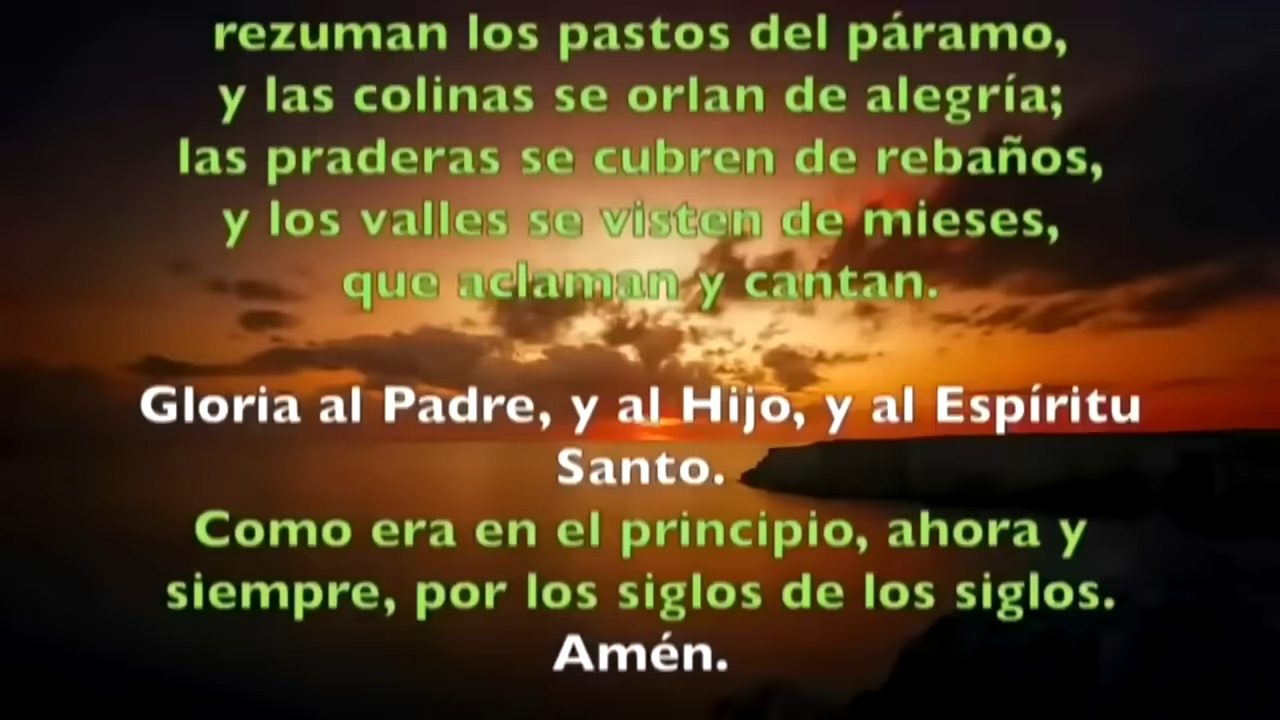 rezuman los pastos del páramo,
y las colinas se orlan de alegría;
las praderas se cubren de rebaños,
y los valles se visten de mieses,
que aclaman y cantan.
Gloria al Padre, y al Hijo, y al Espíritu
Santo.
Como era en el principio, ahora y
siempre, por los siglos de los siglos.
Amén.